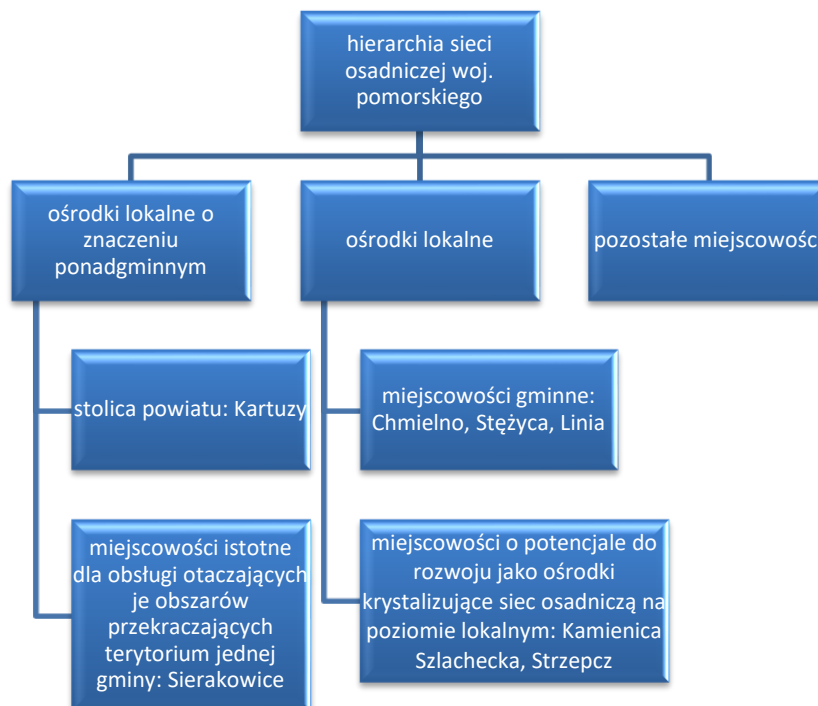 hierarchia sieci
osadniczej woj.
pomorskiego
ośrodki lokalne o
znaczeniu
ponadgminnym
ośrodki lokalne
pozostałe miejscowośc
stolica powiatu: Kartuzy
miejscowości gminne:
Chmielno, Stężyca, Linia
miejscowości istotne
dla obsługi otaczających
je obszarów
przekraczających
terytorium jednej
gminy: Sierakowice
miejscowości o potencjale do
rozwoju jako ośrodki
krystalizujące siec osadniczą na
poziomie lokalnym: Kamienica
Szlachecka, Strzepcz